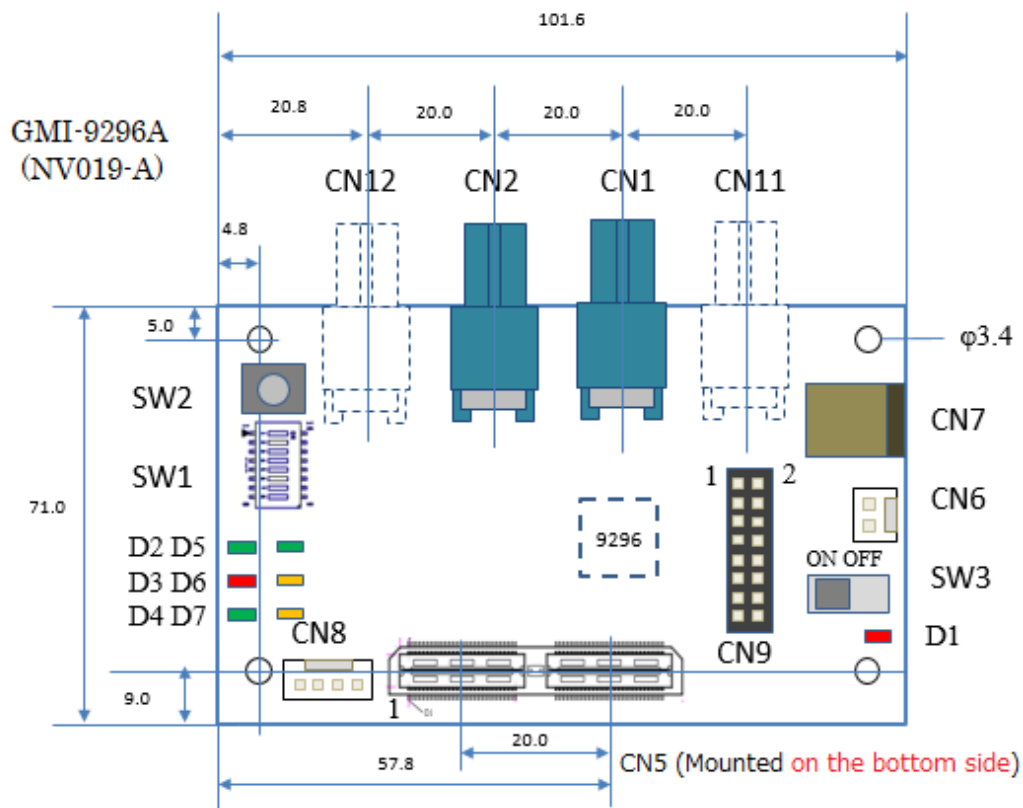 101.6
20.8 20.0 20.0 20.0
GMI-9296A
(NV019-A)
CN12 CN2 CN1 CN11
4.8
5.0
φ3.4
SW2
CN7
SW1
1 2
71.0
CN6
9296
D2 D5
ON OFF
D3 D6
SW3
D4 D7
CN8
D1
CN9
9.0
1
20.0
57.8
CN5 (Mounted on the bottom side)